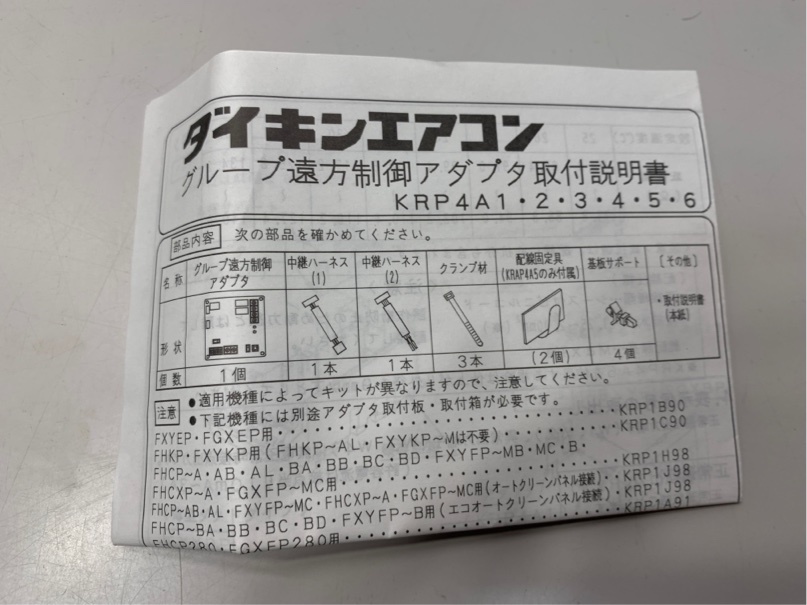 ダイキンエアコン
グループ遠方制御アダプタ取付説明書
KRP4A1・2・3・4・5・6
部品内容 次の部品を確かめてください。
名称 グループ遠方制御アダプタ 中継ハーネス(1) 中継ハーネス(2) クランプ材 配線固定具(KRP4A5のみ付属) 基板サポート [その他]
形状 ・取付説明書(本紙)
個数 1個 1本 1本 3本 (2個) 4個
注意 ●適用機種によってキットが異なりますので、注意してください。
●下記機種には別途アダプタ取付板・取付箱が必要です。
FXYEP・FGXEP用・・・・・・・・・・・・・・・・・・・・KRP1B90
FHKP・FXYKP用(FHKP〜AL・FXYKP〜Mは不要)・・・・・・KRP1C90
FHCP〜A・AB・AL・BA・BB・BC・BD・FXYFP〜MB・MC・B・
FHCXP〜A・FGXFP〜MC用・・・・・・・・・・・・・・・・KRP1H98
FHCP〜AB・AL・FXYFP〜MC・FHCXP〜A・FGXFP〜MC用(オートクリーンパネル接続)・・KRP1J98
FHCP〜BA・BB・BC・BD・FXYFP〜B用(エコオートクリーンパネル接続)・KRP1J98
FHCP280・FGXFP280用・・・・・・・・・・・・・・・・・KRP1A91